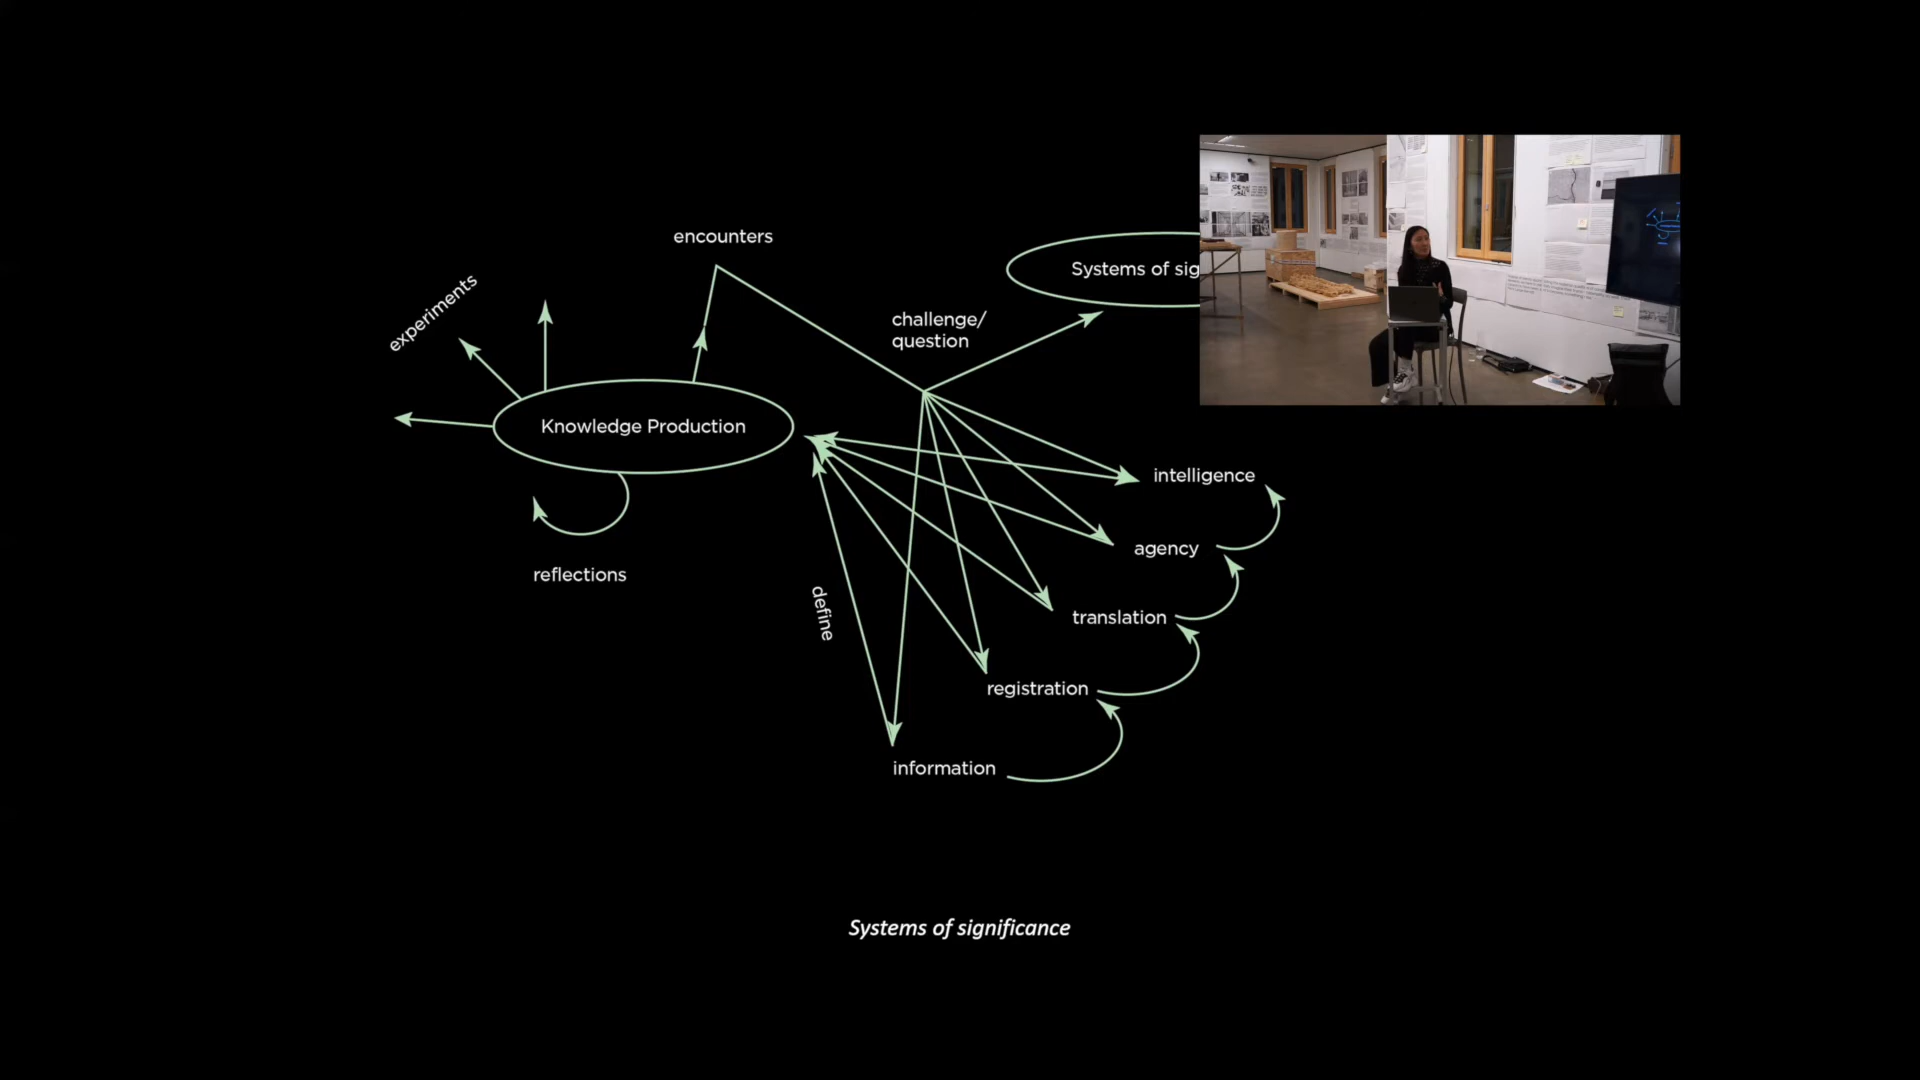 encounters
Systems of sig
experiments
challenge/
question
Knowledge Production
intelligence
agency
reflections
define
translation
registration
information
Systems of significance